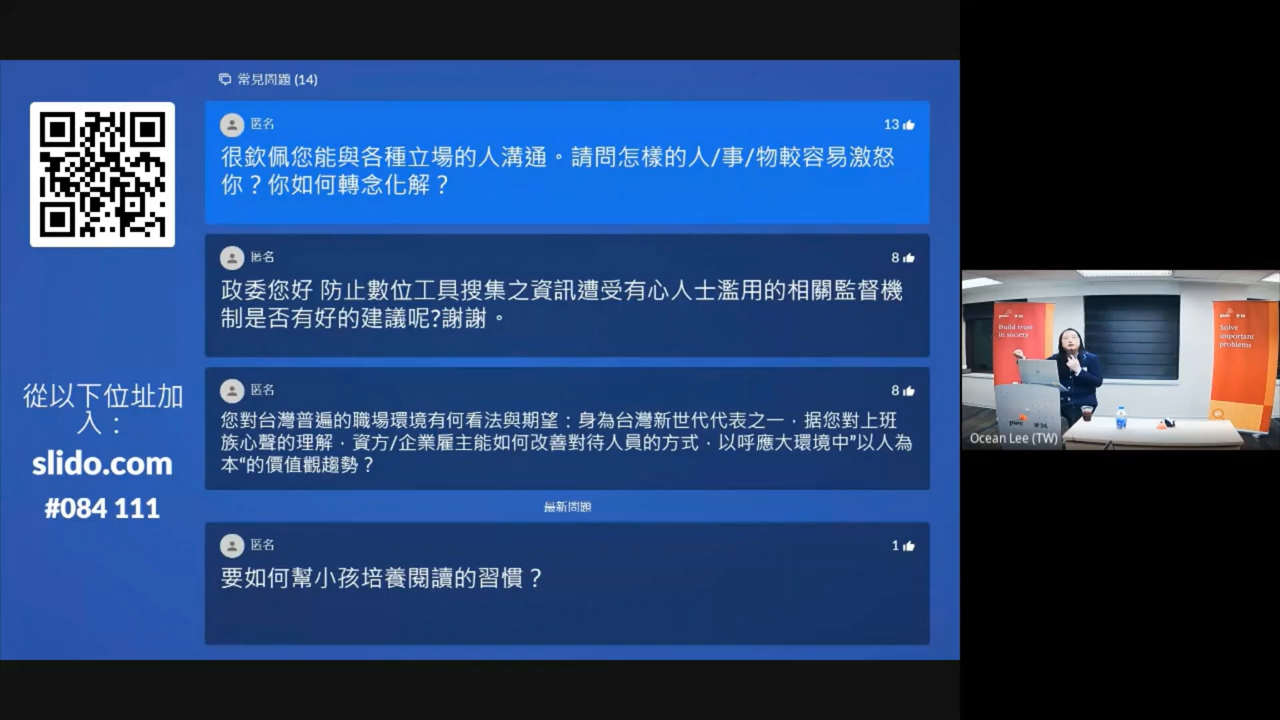 常見問題 (14)
匿名
13
很欽佩您能與各種立場的人溝通。請問怎樣的人/事/物較容易激怒
你？你如何轉念化解？
匿名
8
政委您好 防止數位工具搜集之資訊遭受有心人士濫用的相關監督機
制是否有好的建議呢?謝謝。
匿名
8
您對台灣普遍的職場環境有何看法與期望：身為台灣新世代代表之一，据您對上班
族心聲的理解，資方/企業雇主能如何改善對待人員的方式，以呼應大環境中"以人為
本"的價值觀趨勢？
最新問題
匿名
1
要如何幫小孩培養閱讀的習慣？
從以下位址加
入：
slido.com
#084 111
pwc
Build trust
in society
pwc
Solve
important
problems
pwc
Ocean Lee (TW)